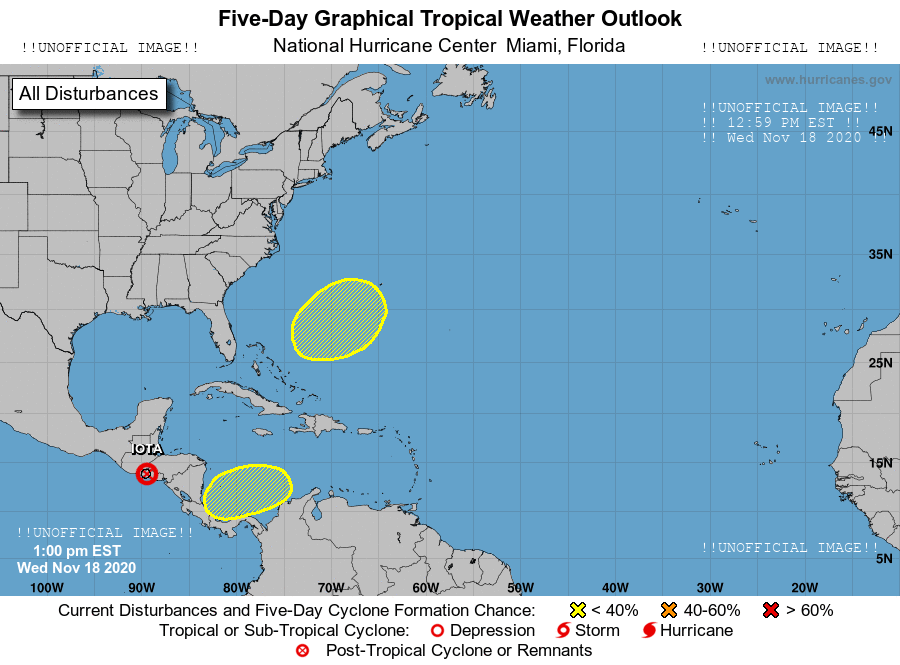 Five-Day Graphical Tropical Weather Outlook
!!UNOFFICIAL IMAGE!! National Hurricane Center  Miami, Florida !!UNOFFICIAL IMAGE!!
www.hurricanes.gov
All Disturbances
!!UNOFFICIAL IMAGE!!
!! 12:59 PM EST !!
!! Wed Nov 18 2020 !!
45N
35N
25N
IOTA
15N
!!UNOFFICIAL IMAGE!!
1:00 pm EST
!!UNOFFICIAL IMAGE!!
5N
Wed Nov 18 2020
100W 90W 80W 70W 60W 50W 40W 30W 20W
Current Disturbances and Five-Day Cyclone Formation Chance: < 40% 40-60% > 60%
Tropical or Sub-Tropical Cyclone: Depression Storm Hurricane
Post-Tropical Cyclone or Remnants